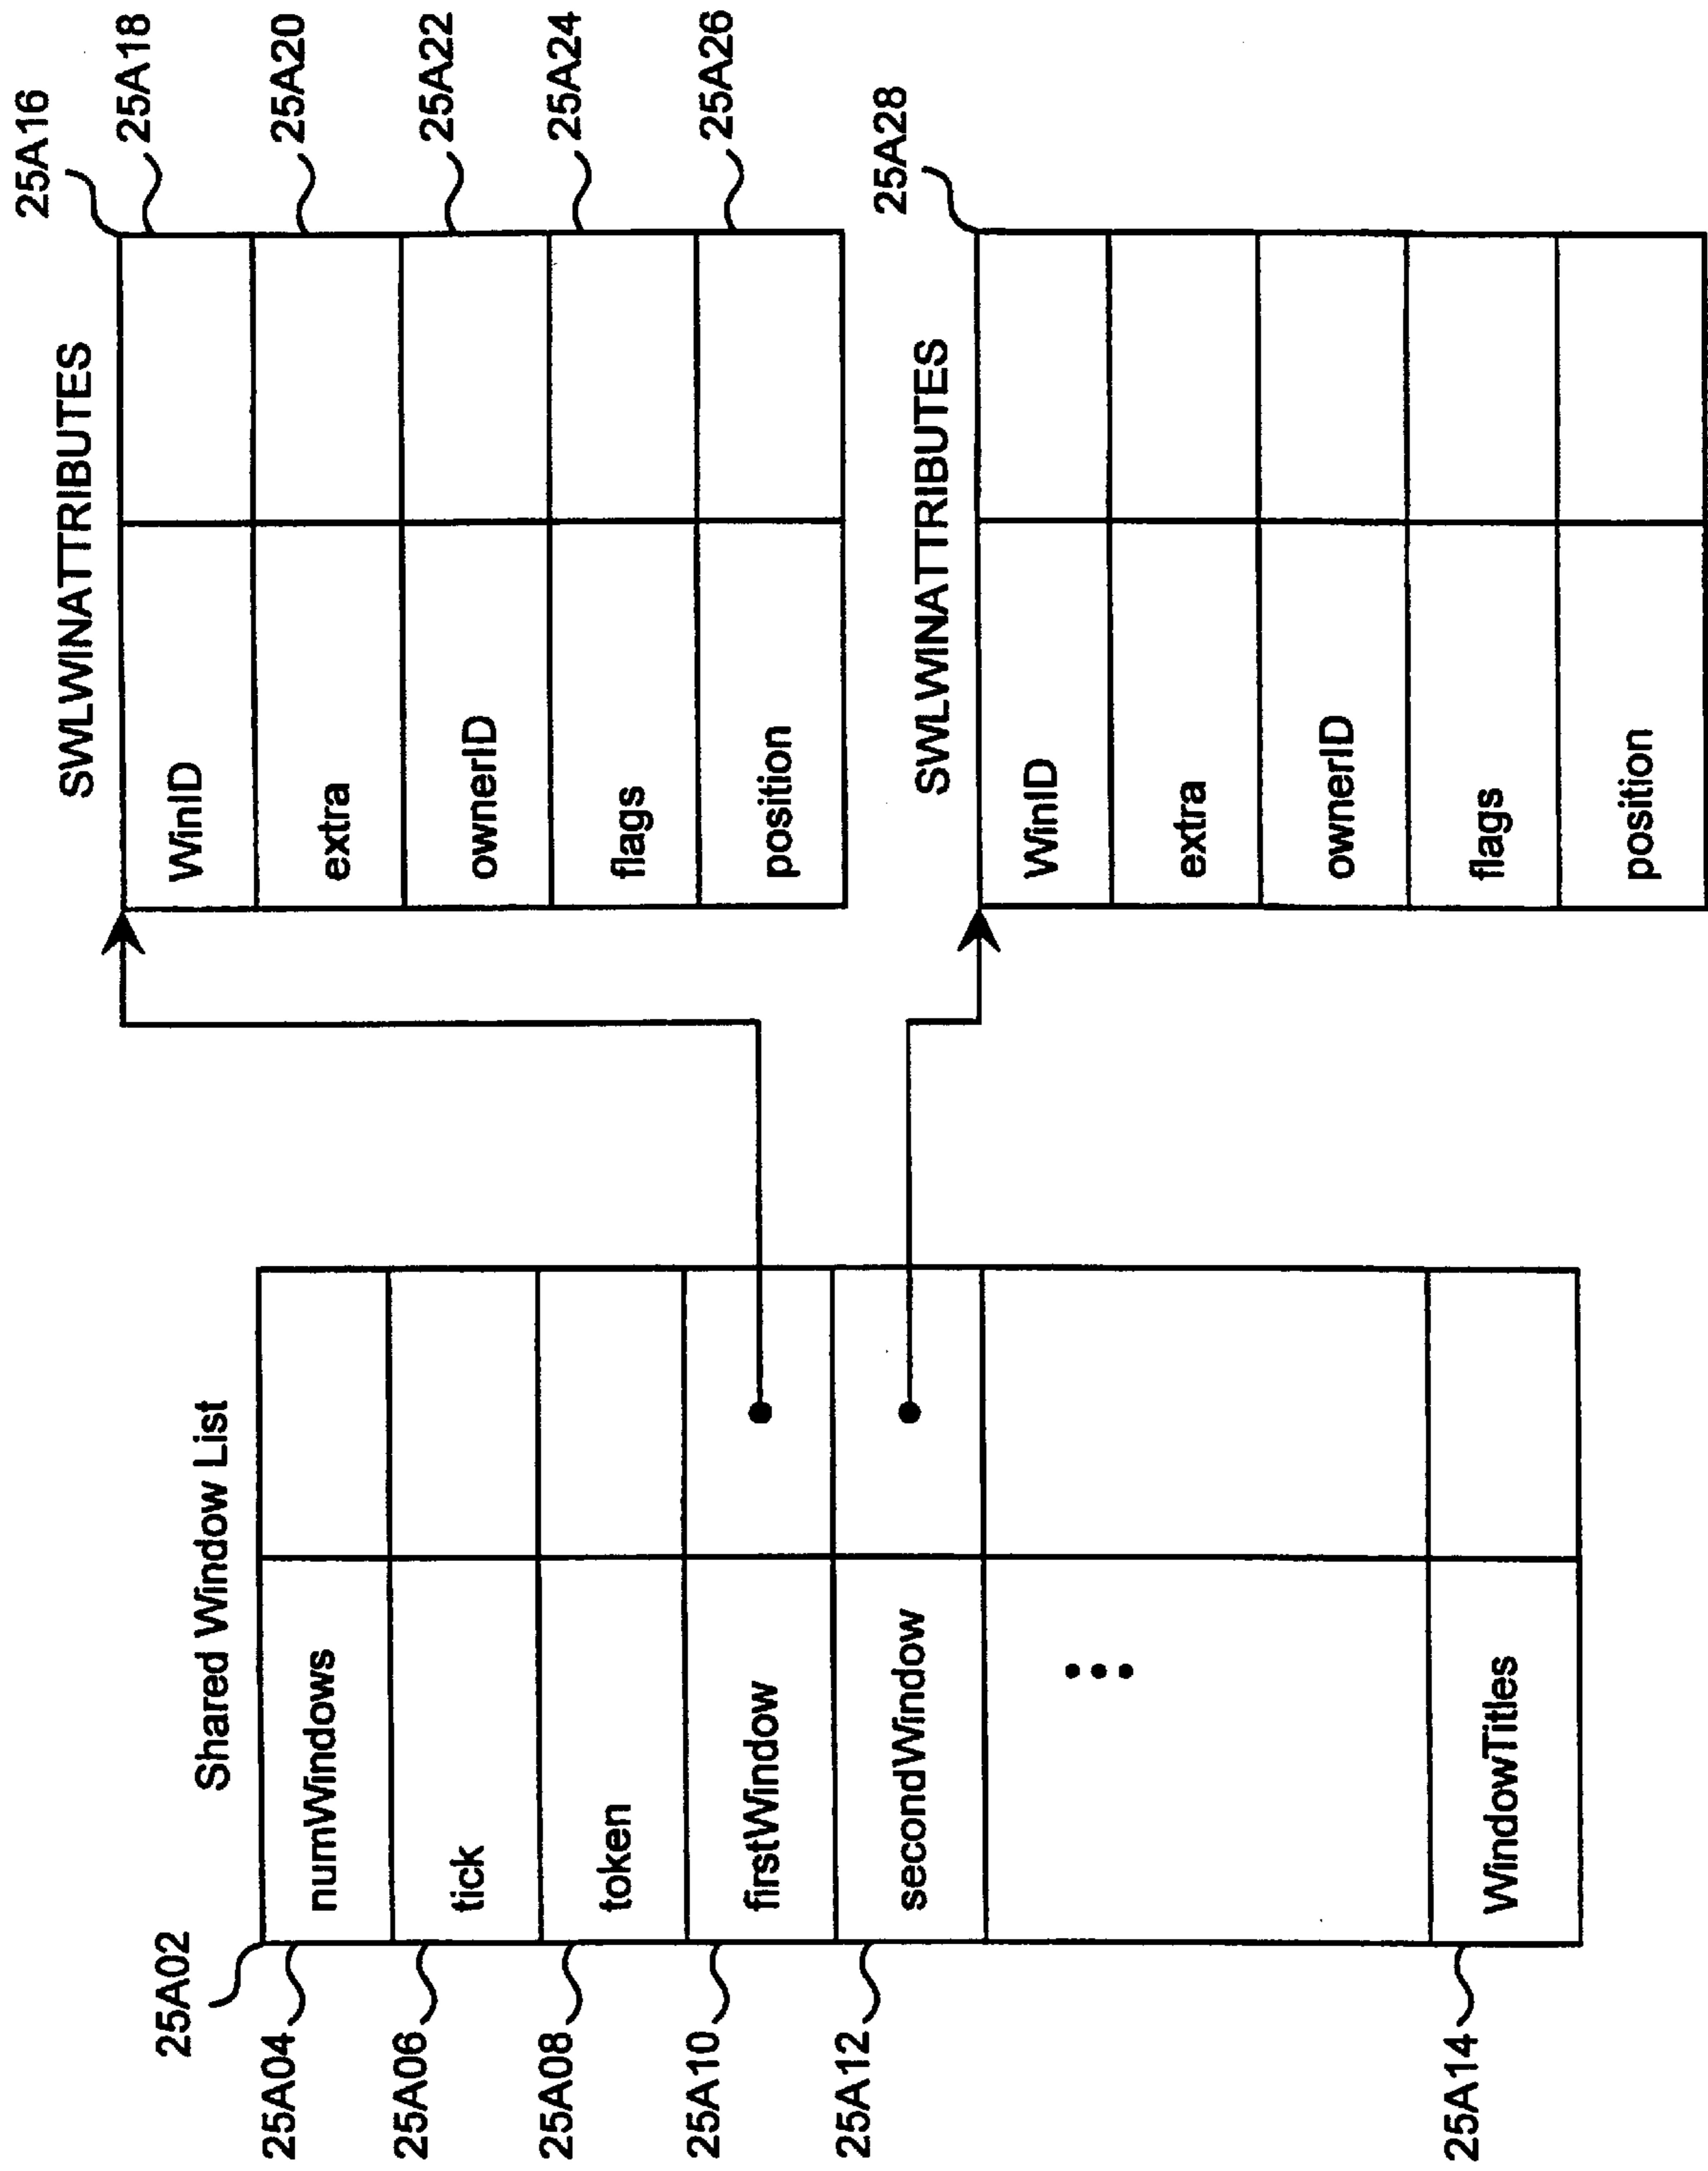 Shared Window List
25A02
25A04
numWindows
25A06
tick
25A08
token
25A10
firstWindow
25A12
secondWindow
25A14
WindowTitles
SWLWINATTRIBUTES
25A16
WinID
25A18
extra
25A20
ownerID
25A22
flags
25A24
position
25A26
SWLWINATTRIBUTES
25A28
WinID
extra
ownerID
flags
position